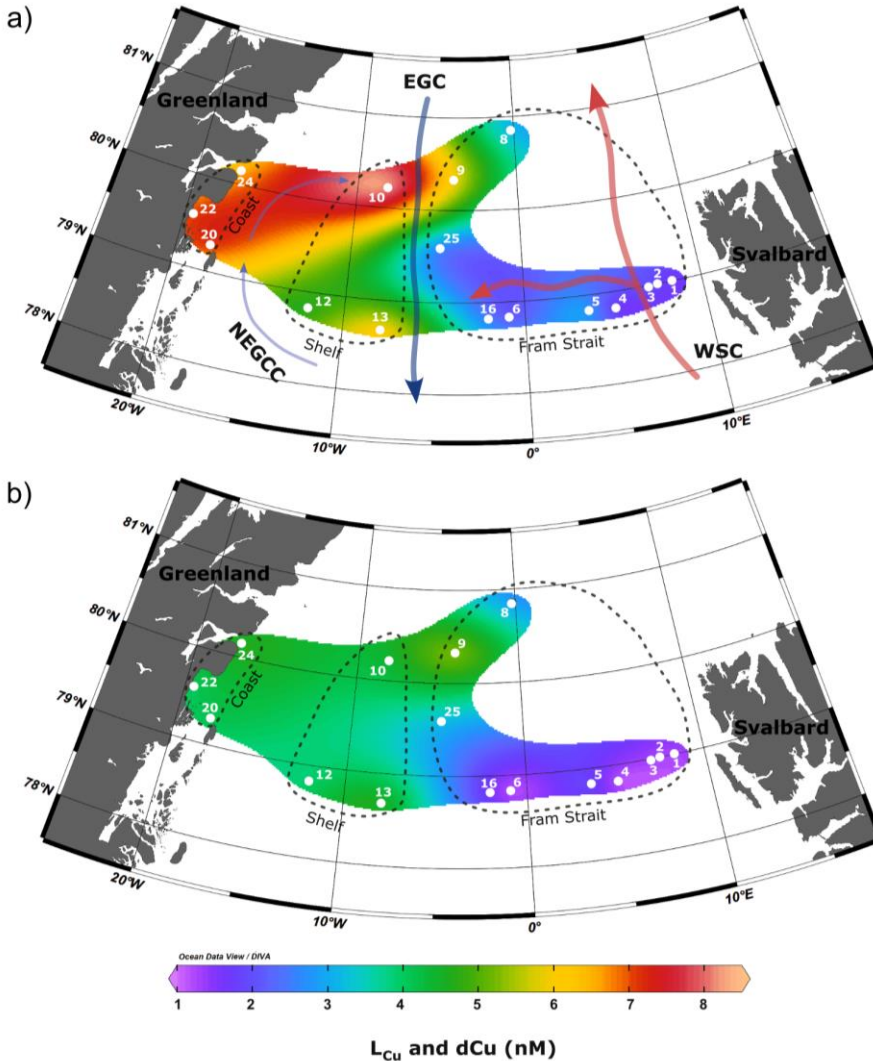 a)
81°N
80°N
79°N
78°N
20°W
10°W
0°
10°E
Greenland
EGC
8
9
10
24
22
Coast
20
25
12
13
Shelf
NEGCC
16
6
5
4
3
2
1
Fram Strait
WSC
Svalbard
b)
81°N
80°N
79°N
78°N
20°W
10°W
0°
10°E
Greenland
8
9
10
24
22
Coast
20
25
12
13
Shelf
16
6
5
4
3
2
1
Fram Strait
Svalbard
Ocean Data View / DIVA
1 2 3 4 5 6 7 8
L_Cu and dCu (nM)